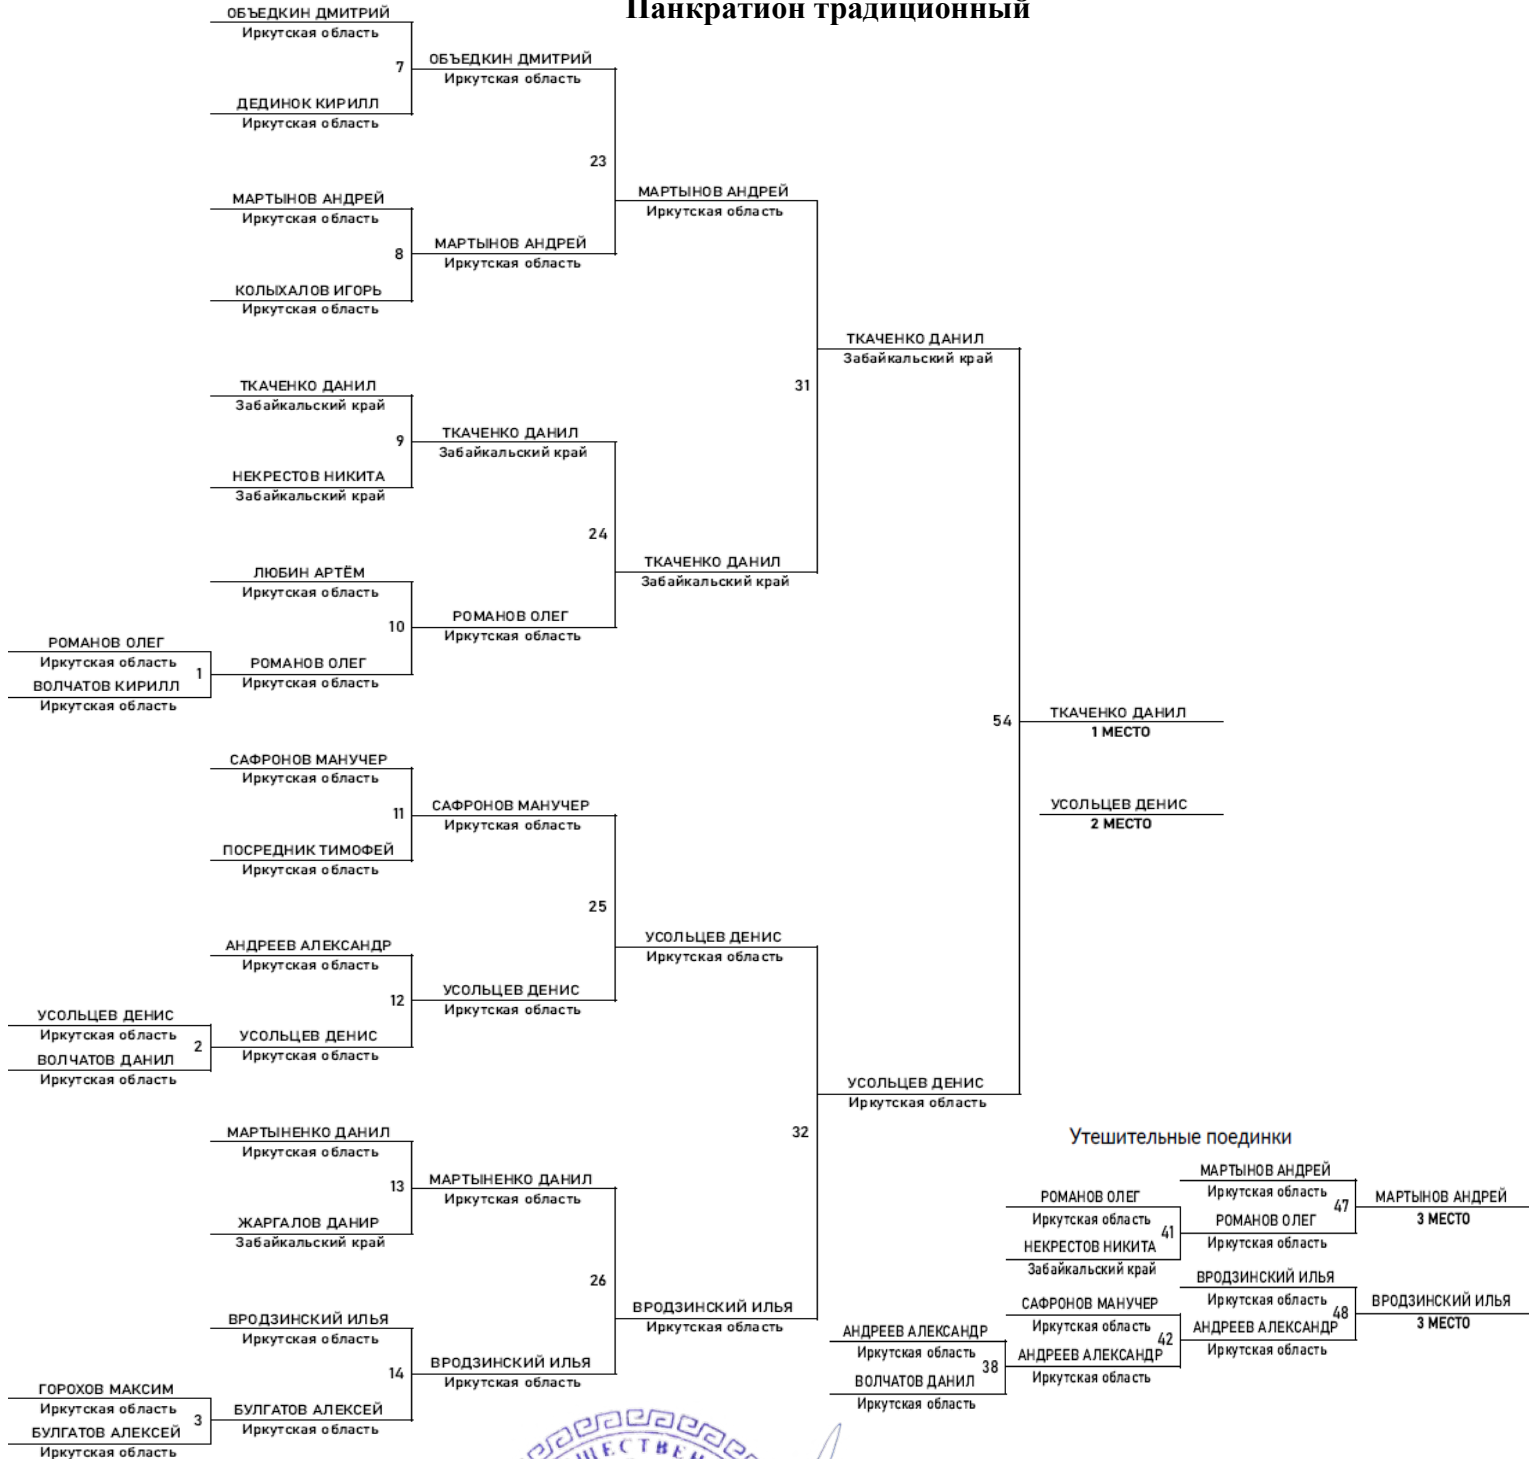 Панкратион традиционный
ОБЪЕДКИН ДМИТРИЙ
Иркутская область
7
ОБЪЕДКИН ДМИТРИЙ
Иркутская область
ДЕДИНОК КИРИЛЛ
Иркутская область
23
МАРТЫНОВ АНДРЕЙ
Иркутская область
МАРТЫНОВ АНДРЕЙ
Иркутская область
8
МАРТЫНОВ АНДРЕЙ
Иркутская область
КОЛЫХАЛОВ ИГОРЬ
Иркутская область
31
ТКАЧЕНКО ДАНИЛ
Забайкальский край
ТКАЧЕНКО ДАНИЛ
Забайкальский край
9
ТКАЧЕНКО ДАНИЛ
Забайкальский край
НЕКРЕСТОВ НИКИТА
Забайкальский край
24
ТКАЧЕНКО ДАНИЛ
Забайкальский край
ЛЮБИН АРТЁМ
Иркутская область
10
РОМАНОВ ОЛЕГ
Иркутская область
РОМАНОВ ОЛЕГ
Иркутская область
1
ВОЛЧАТОВ КИРИЛЛ
Иркутская область
РОМАНОВ ОЛЕГ
Иркутская область
54
ТКАЧЕНКО ДАНИЛ
1 МЕСТО
УСОЛЬЦЕВ ДЕНИС
2 МЕСТО
САФРОНОВ МАНУЧЕР
Иркутская область
11
САФРОНОВ МАНУЧЕР
Иркутская область
ПОСРЕДНИК ТИМОФЕЙ
Иркутская область
25
УСОЛЬЦЕВ ДЕНИС
Иркутская область
АНДРЕЕВ АЛЕКСАНДР
Иркутская область
12
УСОЛЬЦЕВ ДЕНИС
Иркутская область
УСОЛЬЦЕВ ДЕНИС
Иркутская область
2
ВОЛЧАТОВ ДАНИЛ
Иркутская область
УСОЛЬЦЕВ ДЕНИС
Иркутская область
УСОЛЬЦЕВ ДЕНИС
Иркутская область
32
МАРТЫНЕНКО ДАНИЛ
Иркутская область
13
МАРТЫНЕНКО ДАНИЛ
Иркутская область
ЖАРГАЛОВ ДАНИР
Забайкальский край
26
ВРОДЗИНСКИЙ ИЛЬЯ
Иркутская область
ВРОДЗИНСКИЙ ИЛЬЯ
Иркутская область
14
ВРОДЗИНСКИЙ ИЛЬЯ
Иркутская область
ГОРОХОВ МАКСИМ
Иркутская область
3
БУЛГАТОВ АЛЕКСЕЙ
Иркутская область
БУЛГАТОВ АЛЕКСЕЙ
Иркутская область
Утешительные поединки
МАРТЫНОВ АНДРЕЙ
Иркутская область
47
РОМАНОВ ОЛЕГ
Иркутская область
41
НЕКРЕСТОВ НИКИТА
Забайкальский край
РОМАНОВ ОЛЕГ
Иркутская область
МАРТЫНОВ АНДРЕЙ
3 МЕСТО
ВРОДЗИНСКИЙ ИЛЬЯ
Иркутская область
48
САФРОНОВ МАНУЧЕР
Иркутская область
42
АНДРЕЕВ АЛЕКСАНДР
Иркутская область
АНДРЕЕВ АЛЕКСАНДР
Иркутская область
38
ВОЛЧАТОВ ДАНИЛ
Иркутская область
АНДРЕЕВ АЛЕКСАНДР
Иркутская область
ВРОДЗИНСКИЙ ИЛЬЯ
3 МЕСТО